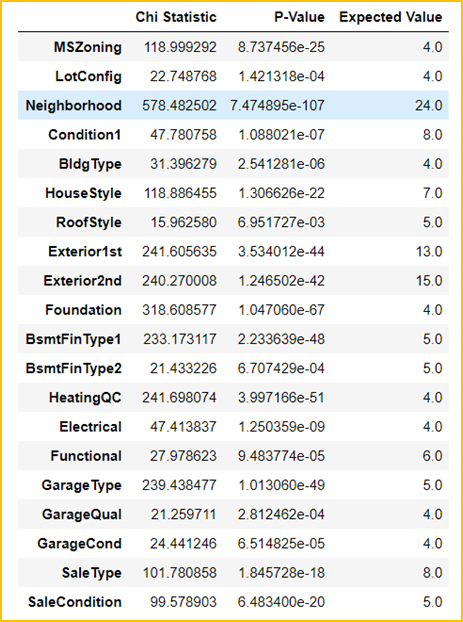 Chi Statistic P-Value Expected Value
MSZoning 118.999292 8.737456e-25 4.0
LotConfig 22.748768 1.421318e-04 4.0
Neighborhood 578.482502 7.474895e-107 24.0
Condition1 47.780758 1.088021e-07 8.0
BldgType 31.396279 2.541281e-06 4.0
HouseStyle 118.886455 1.306626e-22 7.0
RoofStyle 15.962580 6.951727e-03 5.0
Exterior1st 241.605635 3.534012e-44 13.0
Exterior2nd 240.270008 1.246502e-42 15.0
Foundation 318.608577 1.047060e-67 4.0
BsmtFinType1 233.173117 2.233639e-48 5.0
BsmtFinType2 21.433226 6.707429e-04 5.0
HeatingQC 241.698074 3.997166e-51 4.0
Electrical 47.413837 1.250359e-09 4.0
Functional 27.978623 9.483774e-05 6.0
GarageType 239.438477 1.013060e-49 5.0
GarageQual 21.259711 2.812462e-04 4.0
GarageCond 24.441246 6.514825e-05 4.0
SaleType 101.780858 1.845728e-18 8.0
SaleCondition 99.578903 6.483400e-20 5.0